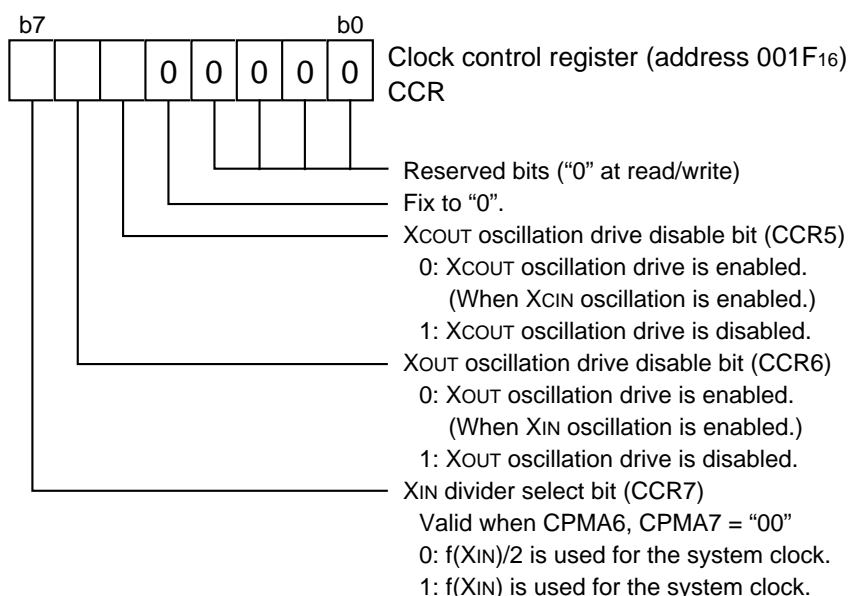 b7 b0
0 0 0 0 0
Clock control register (address 001F16)
CCR
Reserved bits (“0” at read/write)
Fix to “0”.
XCOUT oscillation drive disable bit (CCR5)
0: XCOUT oscillation drive is enabled.
(When XCIN oscillation is enabled.)
1: XCOUT oscillation drive is disabled.
XOUT oscillation drive disable bit (CCR6)
0: XOUT oscillation drive is enabled.
(When XIN oscillation is enabled.)
1: XOUT oscillation drive is disabled.
XIN divider select bit (CCR7)
Valid when CPMA6, CPMA7 = “00”
0: f(XIN)/2 is used for the system clock.
1: f(XIN) is used for the system clock.